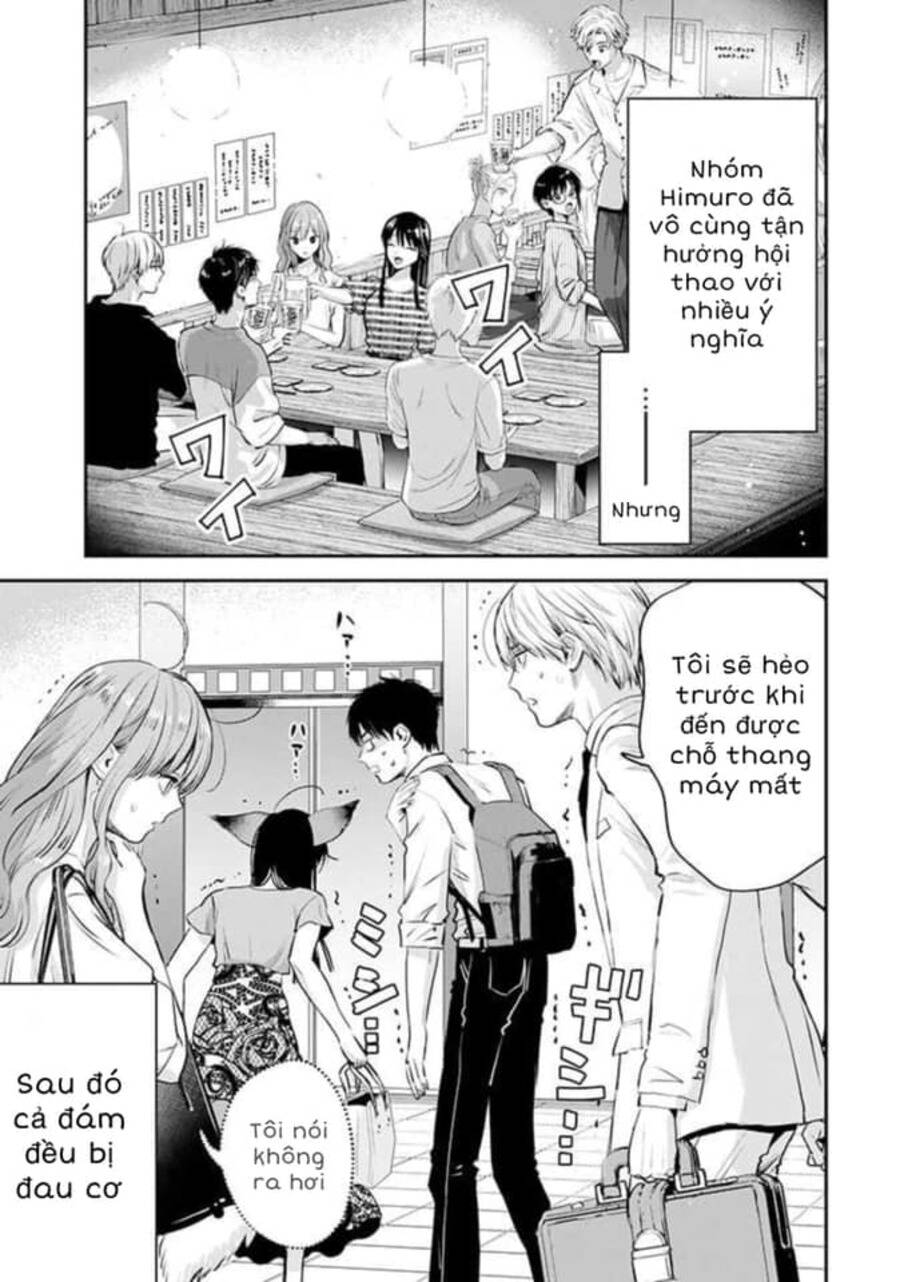 Nhóm
Himuro đã
vô cùng tận
hưởng hội
thao với
nhiều ý
nghĩa
Nhưng
ワイ
ワイ
Tôi sẽ hẻo
trước khi
đến được
chỗ thang
máy mất
ハァ
ハァ
ミシ…
ギシ…
Tôi nói
không
ra hơi
Sau đó
cả đám
đều bị
đau cơ